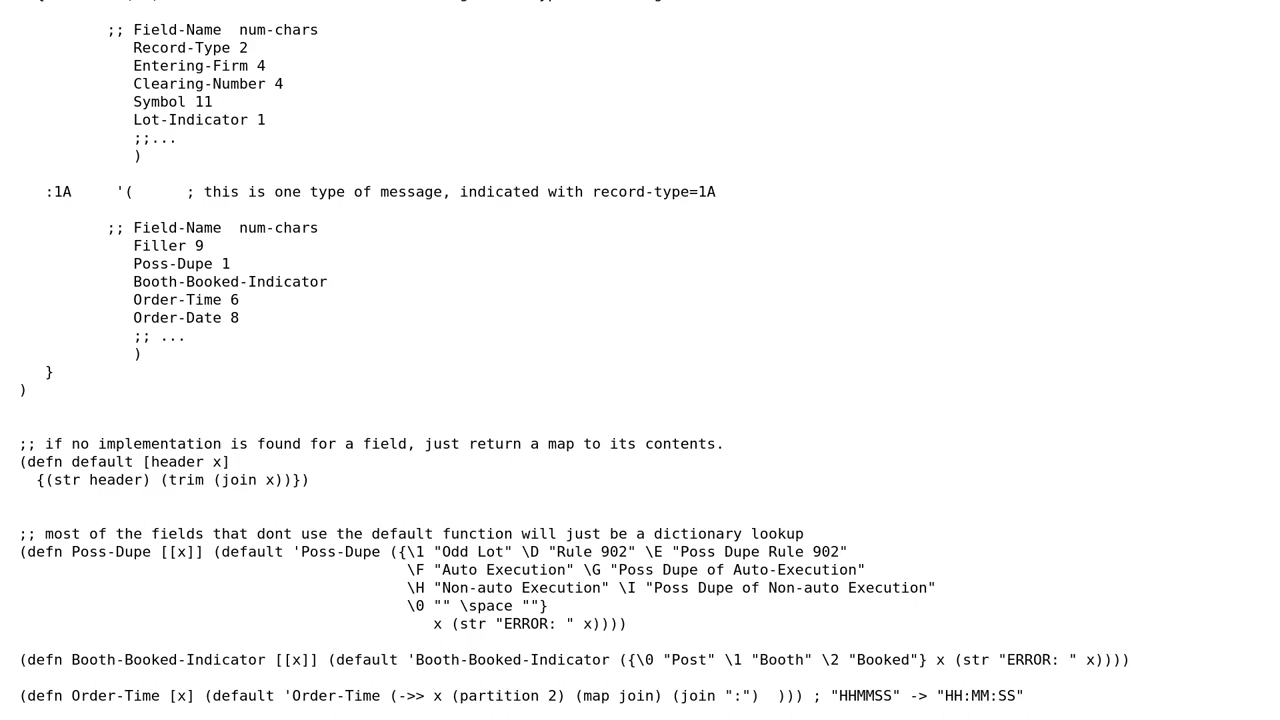 ;; Field-Name  num-chars
Record-Type 2
Entering-Firm 4
Clearing-Number 4
Symbol 11
Lot-Indicator 1
;;...
)
:1A     '(      ; this is one type of message, indicated with record-type=1A
;; Field-Name  num-chars
Filler 9
Poss-Dupe 1
Booth-Booked-Indicator
Order-Time 6
Order-Date 8
;; ...
)
}
)
;; if no implementation is found for a field, just return a map to its contents.
(defn default [header x]
{(str header) (trim (join x))})
;; most of the fields that dont use the default function will just be a dictionary lookup
(defn Poss-Dupe [[x]] (default 'Poss-Dupe ({\1 "Odd Lot" \D "Rule 902" \E "Poss Dupe Rule 902"
\F "Auto Execution" \G "Poss Dupe of Auto-Execution"
\H "Non-auto Execution" \I "Poss Dupe of Non-auto Execution"
\0 "" \space ""}
x (str "ERROR: " x))))
(defn Booth-Booked-Indicator [[x]] (default 'Booth-Booked-Indicator ({\0 "Post" \1 "Booth" \2 "Booked"} x (str "ERROR: " x))))
(defn Order-Time [x] (default 'Order-Time (->> x (partition 2) (map join) (join ":")  ))) ; "HHMMSS" -> "HH:MM:SS"